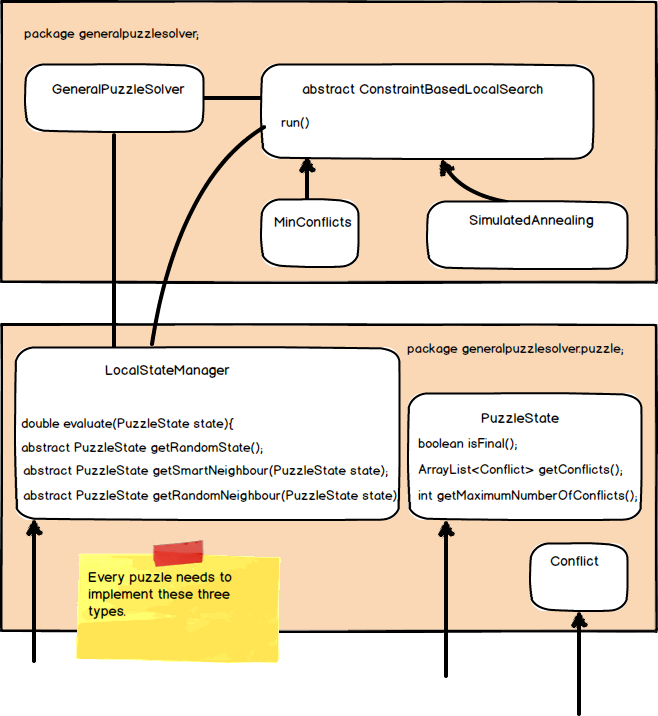 package generalpuzzlesolver;
GeneralPuzzleSolver
abstract ConstraintBasedLocalSearch
run()
MinConflicts
SimulatedAnnealing
package generalpuzzlesolver.puzzle;
LocalStateManager
double evaluate(PuzzleState state){
abstract PuzzleState getRandomState();
abstract PuzzleState getSmartNeighbour(PuzzleState state);
abstract PuzzleState getRandomNeighbour(PuzzleState state)
PuzzleState
boolean isFinal();
ArrayList<Conflict> getConflicts();
int getMaximumNumberOfConflicts();
Conflict
Every puzzle needs to
implement these three
types.